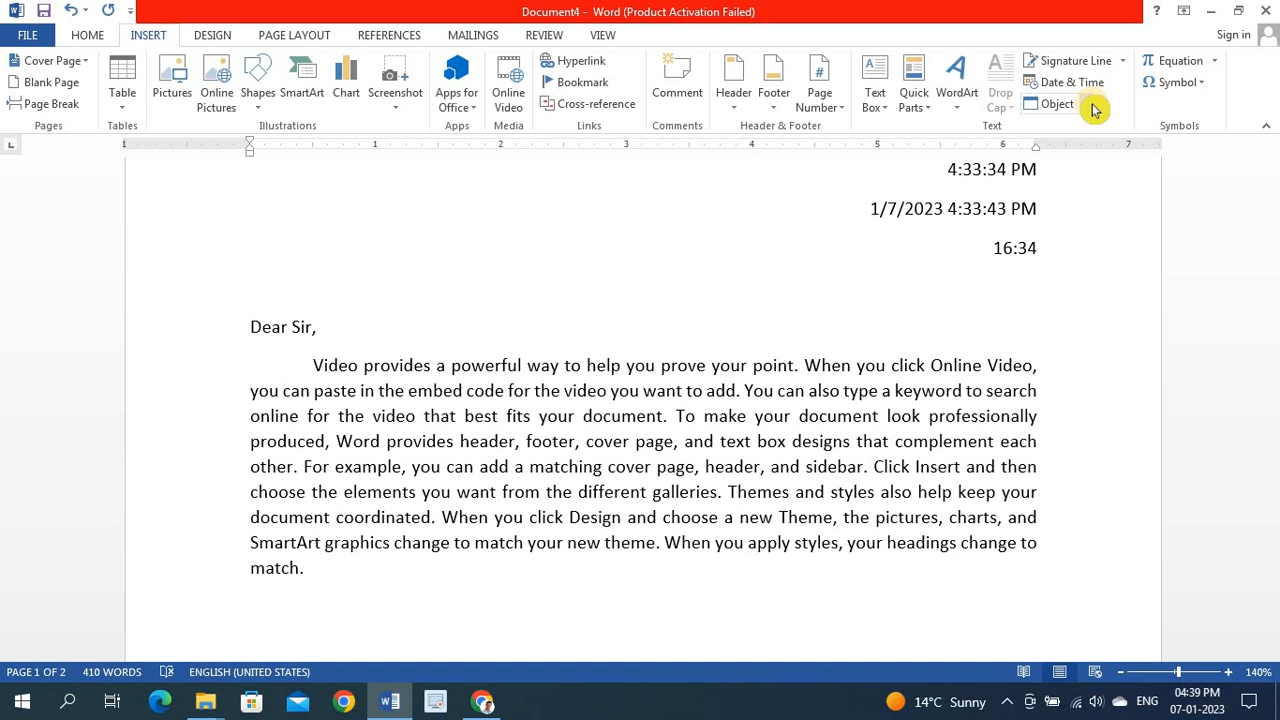 Document4 - Word (Product Activation Failed)
FILE HOME INSERT DESIGN PAGE LAYOUT REFERENCES MAILINGS REVIEW VIEW Sign in
Cover Page
Blank Page
Page Break
Pages
Table
Tables
Pictures
Online Pictures
Shapes
SmartArt
Chart
Screenshot
Illustrations
Apps for Office
Apps
Online Video
Media
Hyperlink
Bookmark
Cross-reference
Links
Comment
Comments
Header
Footer
Page Number
Header & Footer
Text Box
Quick Parts
WordArt
Drop Cap
Signature Line
Date & Time
Object
Text
Equation
Symbol
Symbols
1 1 2 3 4 5 6 7
4:33:34 PM
1/7/2023 4:33:43 PM
16:34
Dear Sir,
Video provides a powerful way to help you prove your point. When you click Online Video,
you can paste in the embed code for the video you want to add. You can also type a keyword to search
online for the video that best fits your document. To make your document look professionally
produced, Word provides header, footer, cover page, and text box designs that complement each
other. For example, you can add a matching cover page, header, and sidebar. Click Insert and then
choose the elements you want from the different galleries. Themes and styles also help keep your
document coordinated. When you click Design and choose a new Theme, the pictures, charts, and
SmartArt graphics change to match your new theme. When you apply styles, your headings change to
match.
PAGE 1 OF 2 410 WORDS ENGLISH (UNITED STATES) 140%
14°C Sunny ENG 04:39 PM
07-01-2023